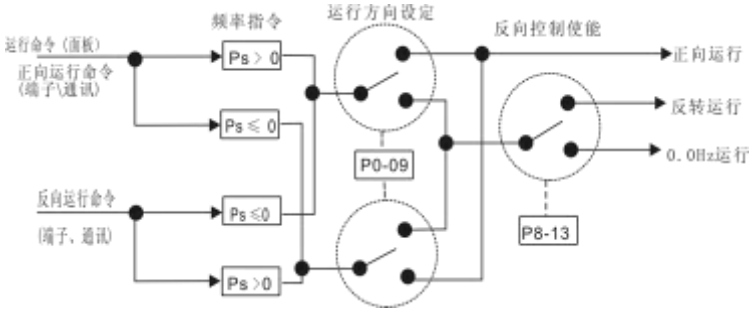 频率指令
运行方向设定
反向控制使能
运行命令(面板)
正向运行命令
(端子\通讯)
Ps > 0
Ps ≤ 0
正向运行
反转运行
0.0Hz运行
P0-09
反向运行命令
(端子、通讯)
Ps ≤0
Ps >0
P8-13